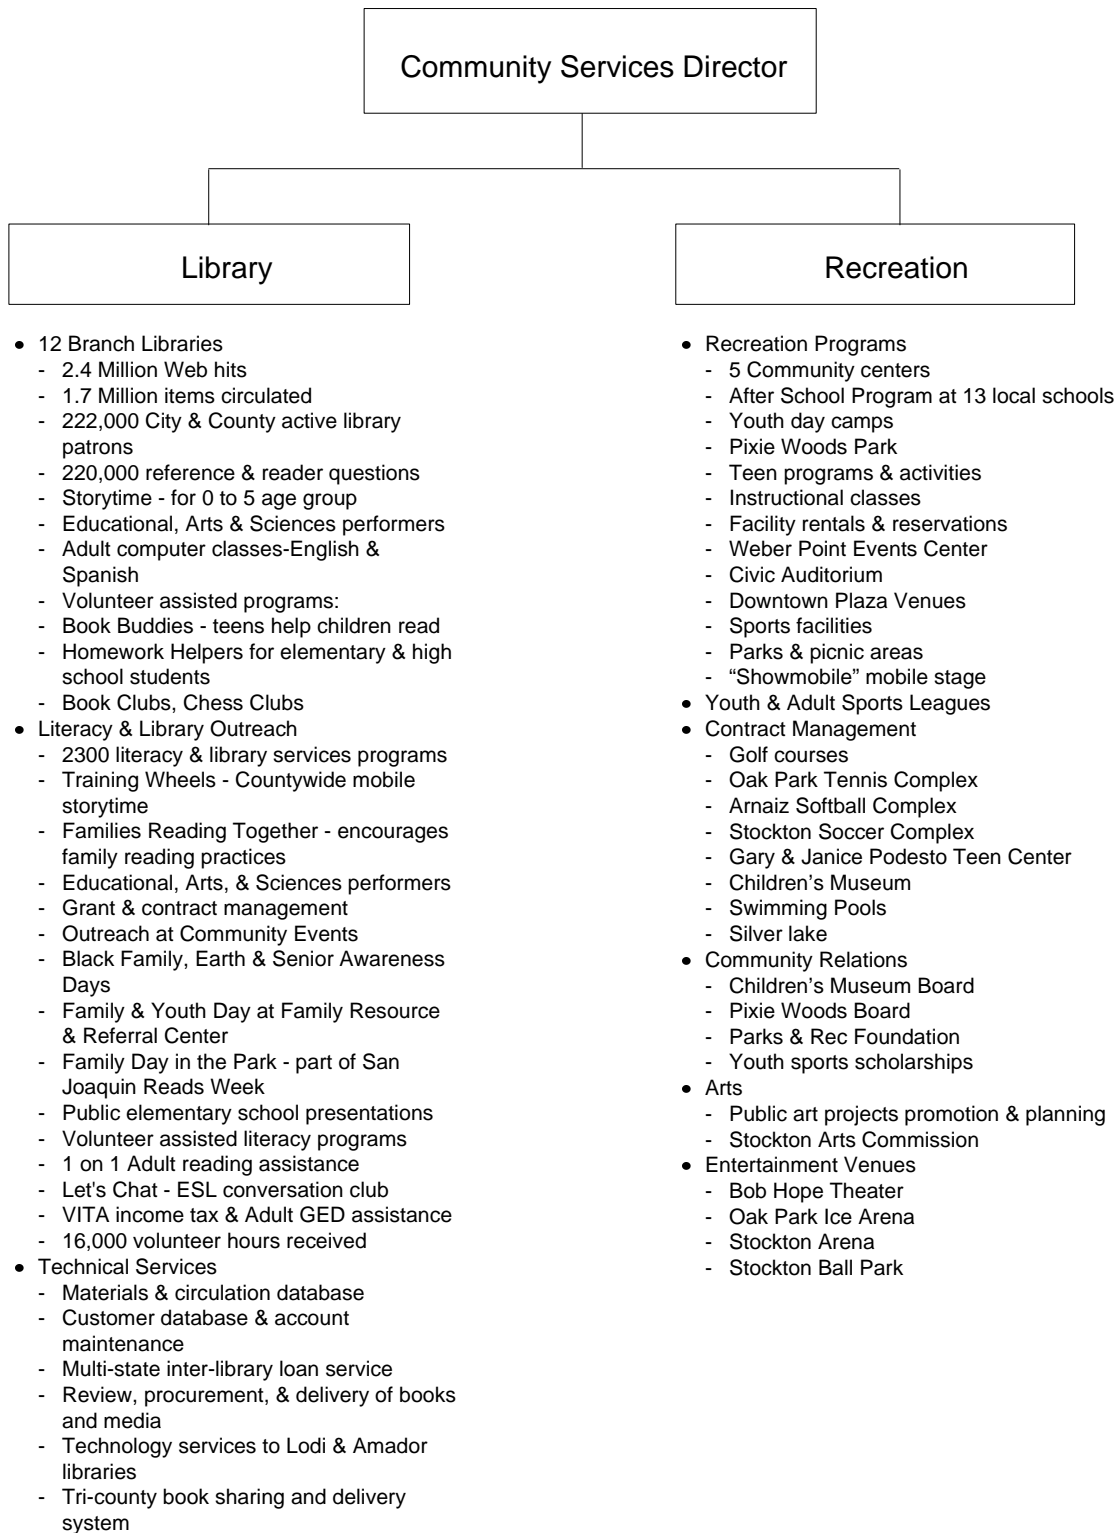 Community Services Director
Library
• 12 Branch Libraries
- 2.4 Million Web hits
- 1.7 Million items circulated
- 222,000 City & County active library
patrons
- 220,000 reference & reader questions
- Storytime - for 0 to 5 age group
- Educational, Arts & Sciences performers
- Adult computer classes-English &
Spanish
- Volunteer assisted programs:
- Book Buddies - teens help children read
- Homework Helpers for elementary & high
school students
- Book Clubs, Chess Clubs
• Literacy & Library Outreach
- 2300 literacy & library services programs
- Training Wheels - Countywide mobile
storytime
- Families Reading Together - encourages
family reading practices
- Educational, Arts, & Sciences performers
- Grant & contract management
- Outreach at Community Events
- Black Family, Earth & Senior Awareness
Days
- Family & Youth Day at Family Resource
& Referral Center
- Family Day in the Park - part of San
Joaquin Reads Week
- Public elementary school presentations
- Volunteer assisted literacy programs
- 1 on 1 Adult reading assistance
- Let's Chat - ESL conversation club
- VITA income tax & Adult GED assistance
- 16,000 volunteer hours received
• Technical Services
- Materials & circulation database
- Customer database & account
maintenance
- Multi-state inter-library loan service
- Review, procurement, & delivery of books
and media
- Technology services to Lodi & Amador
libraries
- Tri-county book sharing and delivery
system
Recreation
• Recreation Programs
- 5 Community centers
- After School Program at 13 local schools
- Youth day camps
- Pixie Woods Park
- Teen programs & activities
- Instructional classes
- Facility rentals & reservations
- Weber Point Events Center
- Civic Auditorium
- Downtown Plaza Venues
- Sports facilities
- Parks & picnic areas
- “Showmobile” mobile stage
• Youth & Adult Sports Leagues
• Contract Management
- Golf courses
- Oak Park Tennis Complex
- Arnaiz Softball Complex
- Stockton Soccer Complex
- Gary & Janice Podesto Teen Center
- Children’s Museum
- Swimming Pools
- Silver lake
• Community Relations
- Children’s Museum Board
- Pixie Woods Board
- Parks & Rec Foundation
- Youth sports scholarships
• Arts
- Public art projects promotion & planning
- Stockton Arts Commission
• Entertainment Venues
- Bob Hope Theater
- Oak Park Ice Arena
- Stockton Arena
- Stockton Ball Park